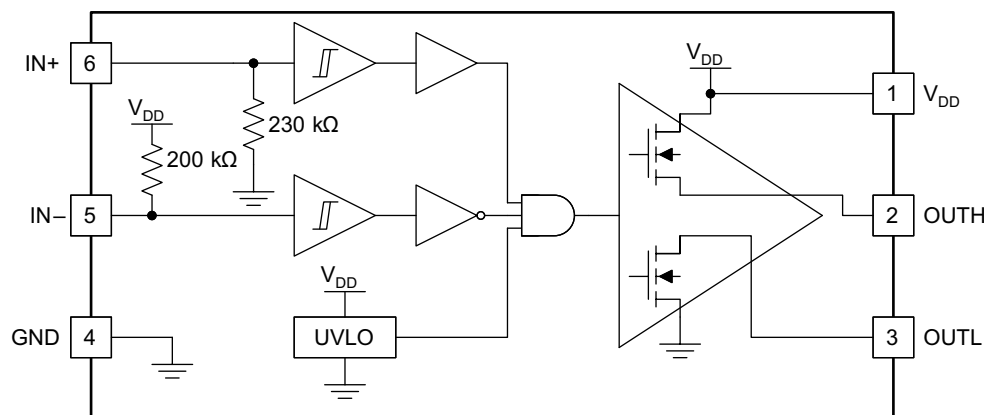 IN+
6
V_DD
1
V_DD
V_DD
230 kΩ
200 kΩ
IN–
5
2
OUTH
V_DD
GND
4
UVLO
3
OUTL